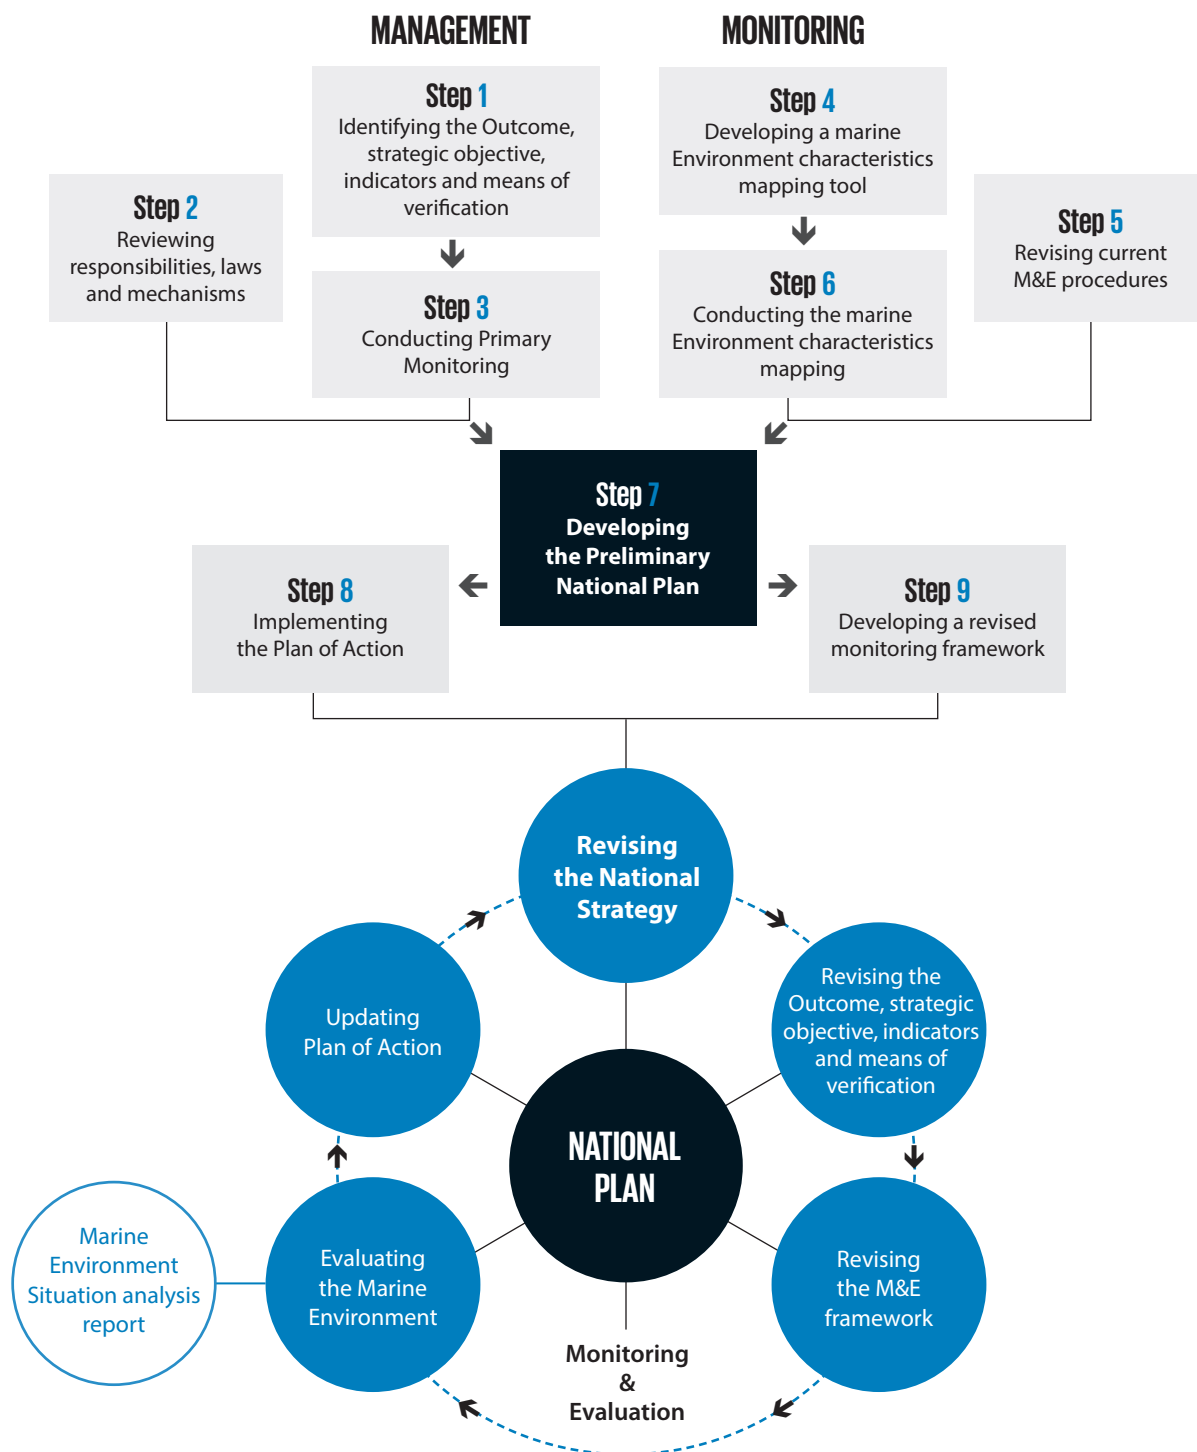 MANAGEMENT
MONITORING
Step 1
Identifying the Outcome,
strategic objective,
indicators and means of
verification
Step 2
Reviewing
responsibilities, laws
and mechanisms
Step 3
Conducting Primary
Monitoring
Step 4
Developing a marine
Environment characteristics
mapping tool
Step 5
Revising current
M&E procedures
Step 6
Conducting the marine
Environment characteristics
mapping
Step 7
Developing
the Preliminary
National Plan
Step 8
Implementing
the Plan of Action
Step 9
Developing a revised
monitoring framework
Revising
the National
Strategy
Revising the
Outcome, strategic
objective, indicators
and means of
verification
Updating
Plan of Action
NATIONAL
PLAN
Marine
Environment
Situation analysis
report
Evaluating
the Marine
Environment
Revising
the M&E
framework
Monitoring
&
Evaluation